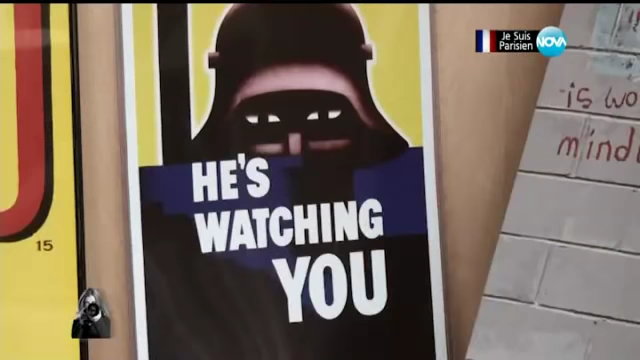 Je Suis
Parisien
NOVA
HE'S
WATCHING
YOU
is wo
mind
15